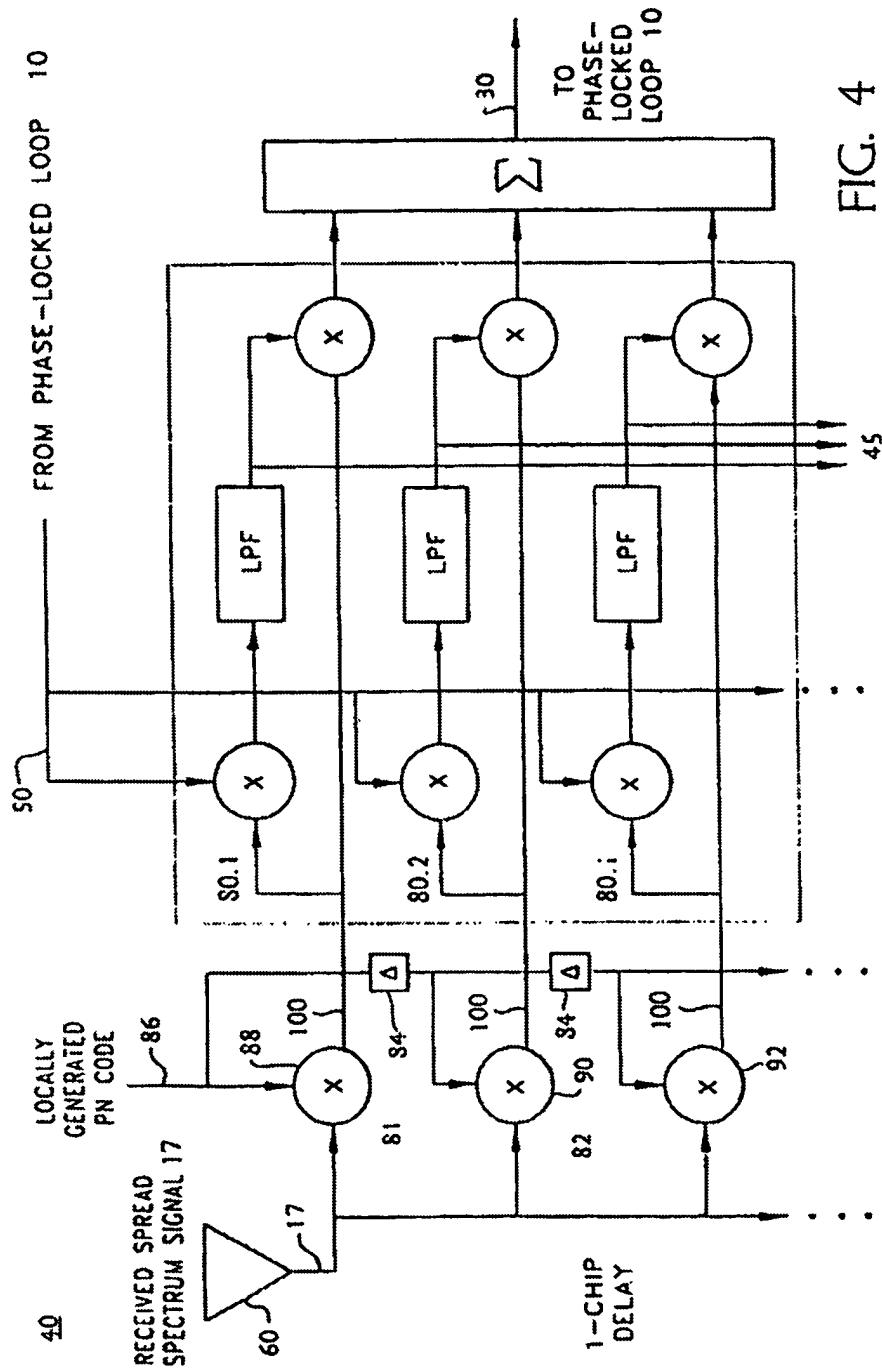 40
RECEIVED SPREAD
SPECTRUM SIGNAL 17
17
60
LOCALLY
GENERATED
PN CODE
86
88
X
81
100
84
Δ
X
90
82
100
84
Δ
X
92
100
1-CHIP
DELAY
50
FROM PHASE-LOCKED LOOP 10
80.1
X
LPF
X
80.2
X
LPF
X
80.i
X
LPF
X
45
Σ
30
TO
PHASE-
LOCKED
LOOP 10
FIG. 4